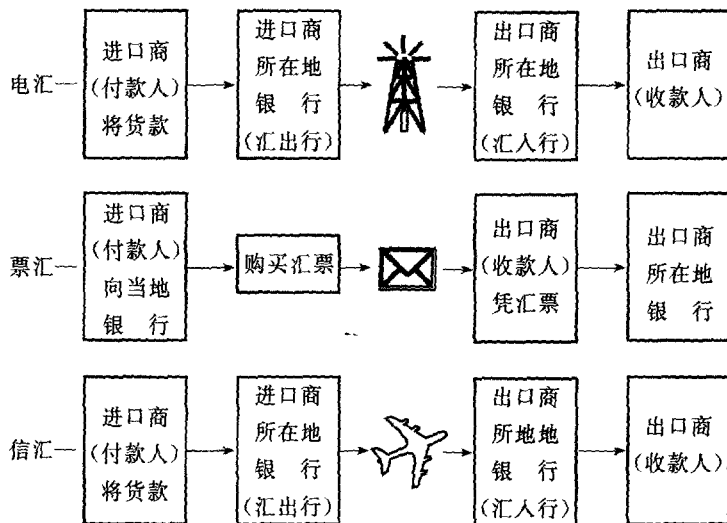 电汇
进口商
(付款人)
将货款
进口商
所在地
银行
(汇出行)
出口商
所在地
银行
(汇人行)
出口商
(收款人)
票汇
进口商
(付款人)
向当地
银行
购买汇票
出口商
(收款人)
凭汇票
出口商
所在地
银行
信汇
进口商
(付款人)
将货款
进口商
所在地
银行
(汇出行)
出口商
所地地
银行
(汇人行)
出口商
(收款人)